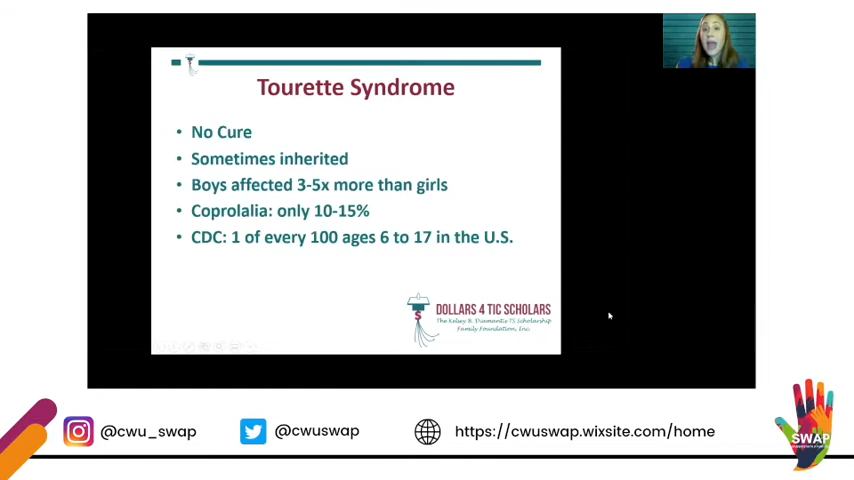 Tourette Syndrome
• No Cure
• Sometimes inherited
• Boys affected 3-5x more than girls
• Coprolalia: only 10-15%
• CDC: 1 of every 100 ages 6 to 17 in the U.S.
$
DOLLARS 4 TIC SCHOLARS
The Kelsey B. Diamantis TS Scholarship
Family Foundation, Inc.
@cwu_swap
@cwuswap
https://cwuswap.wixsite.com/home
SWAP